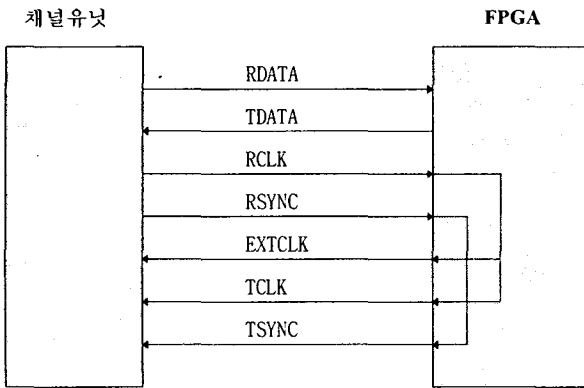 채널유닛 FPGA
RDATA
TDATA
RCLK
RSYNC
EXTCLK
TCLK
TSYNC